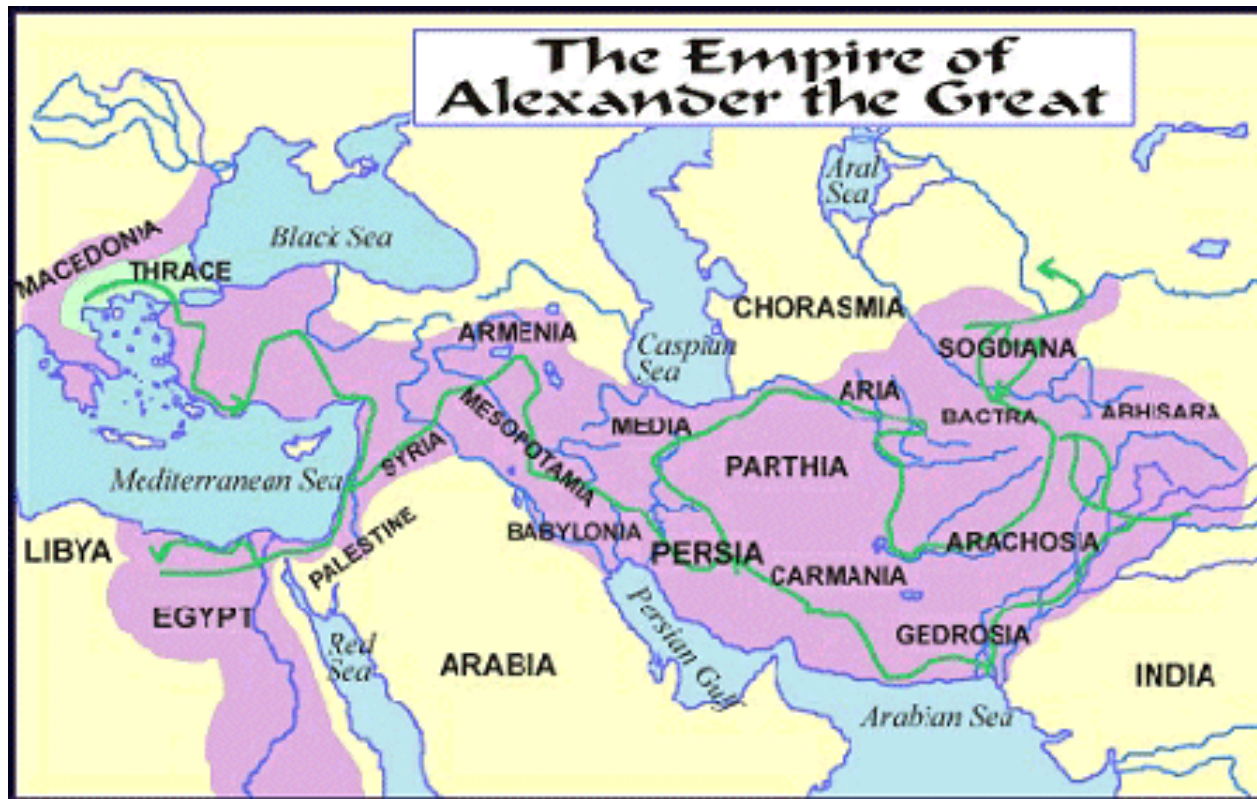 The Empire of
Alexander the Great
Aral
Sea
Black Sea
MACEDONIA
THRACE
CHORASMIA
ARMENIA
Caspian
Sea
SOGDIANA
ARIA
BACTRA
ABHISARA
MEDIA
MESOPOTAMIA
SYRIA
PARTHIA
Mediterranean Sea
LIBYA
BABYLONIA
PERSIA
ARACHOSIA
PALESTINE
CARMANIA
EGYPT
GEDROSIA
Red
Sea
ARABIA
Persian Gulf
INDIA
Arabian Sea